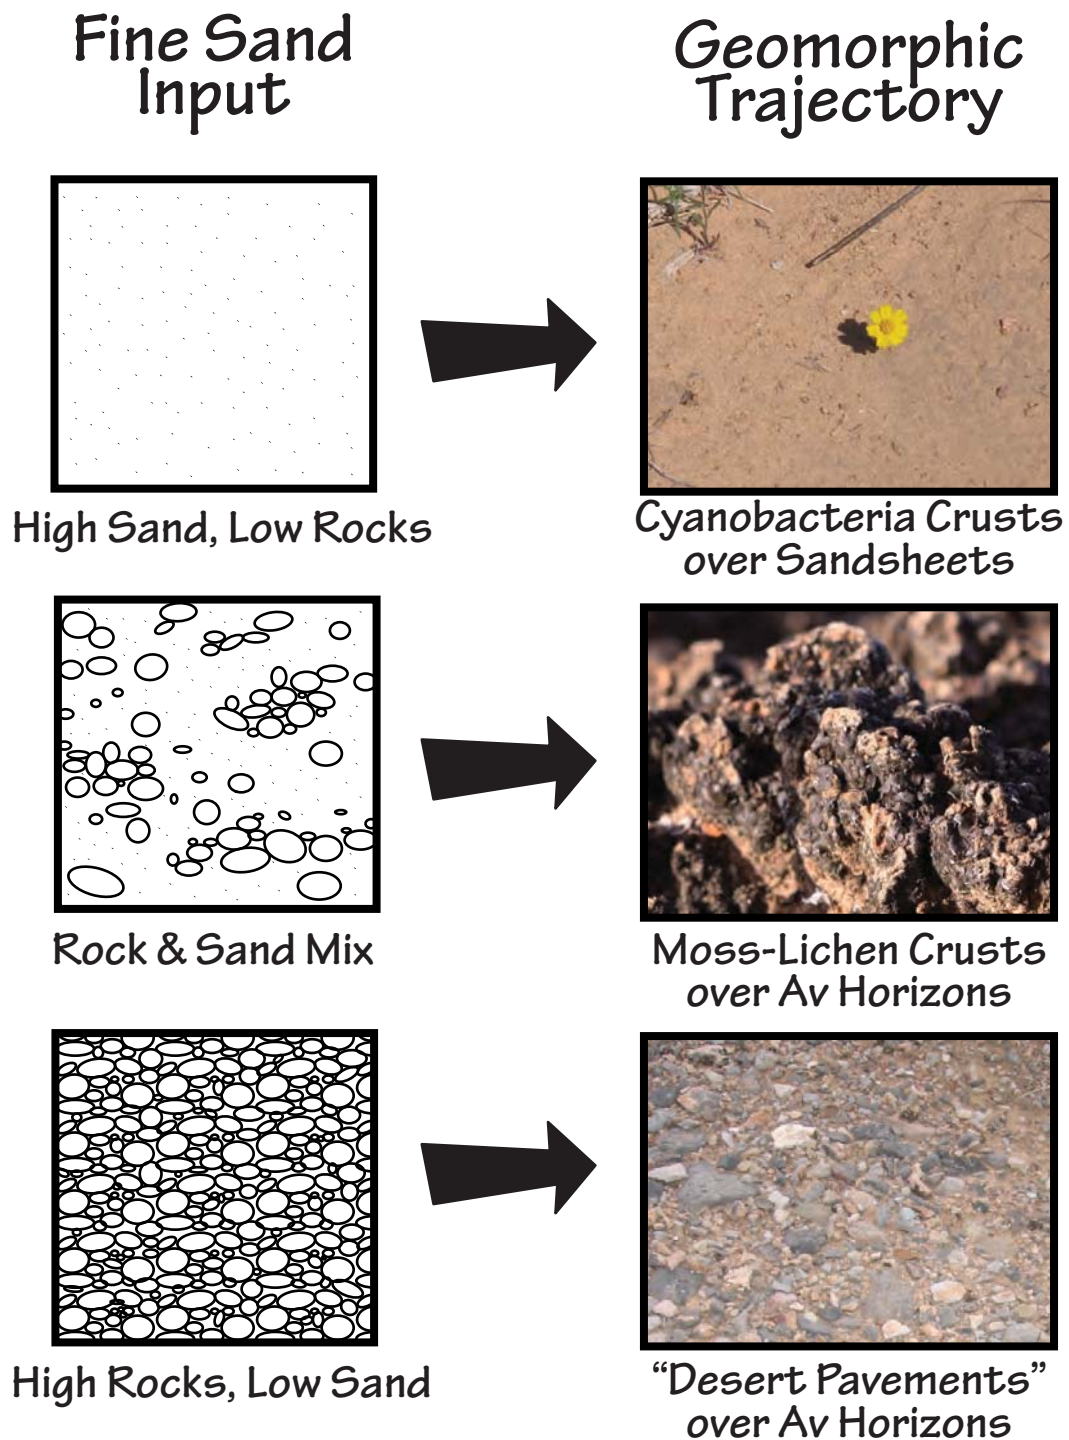 Fine Sand
Input
Geomorphic
Trajectory
High Sand, Low Rocks
Cyanobacteria Crusts
over Sandsheets
Rock & Sand Mix
Moss-Lichen Crusts
over Av Horizons
High Rocks, Low Sand
“Desert Pavements”
over Av Horizons